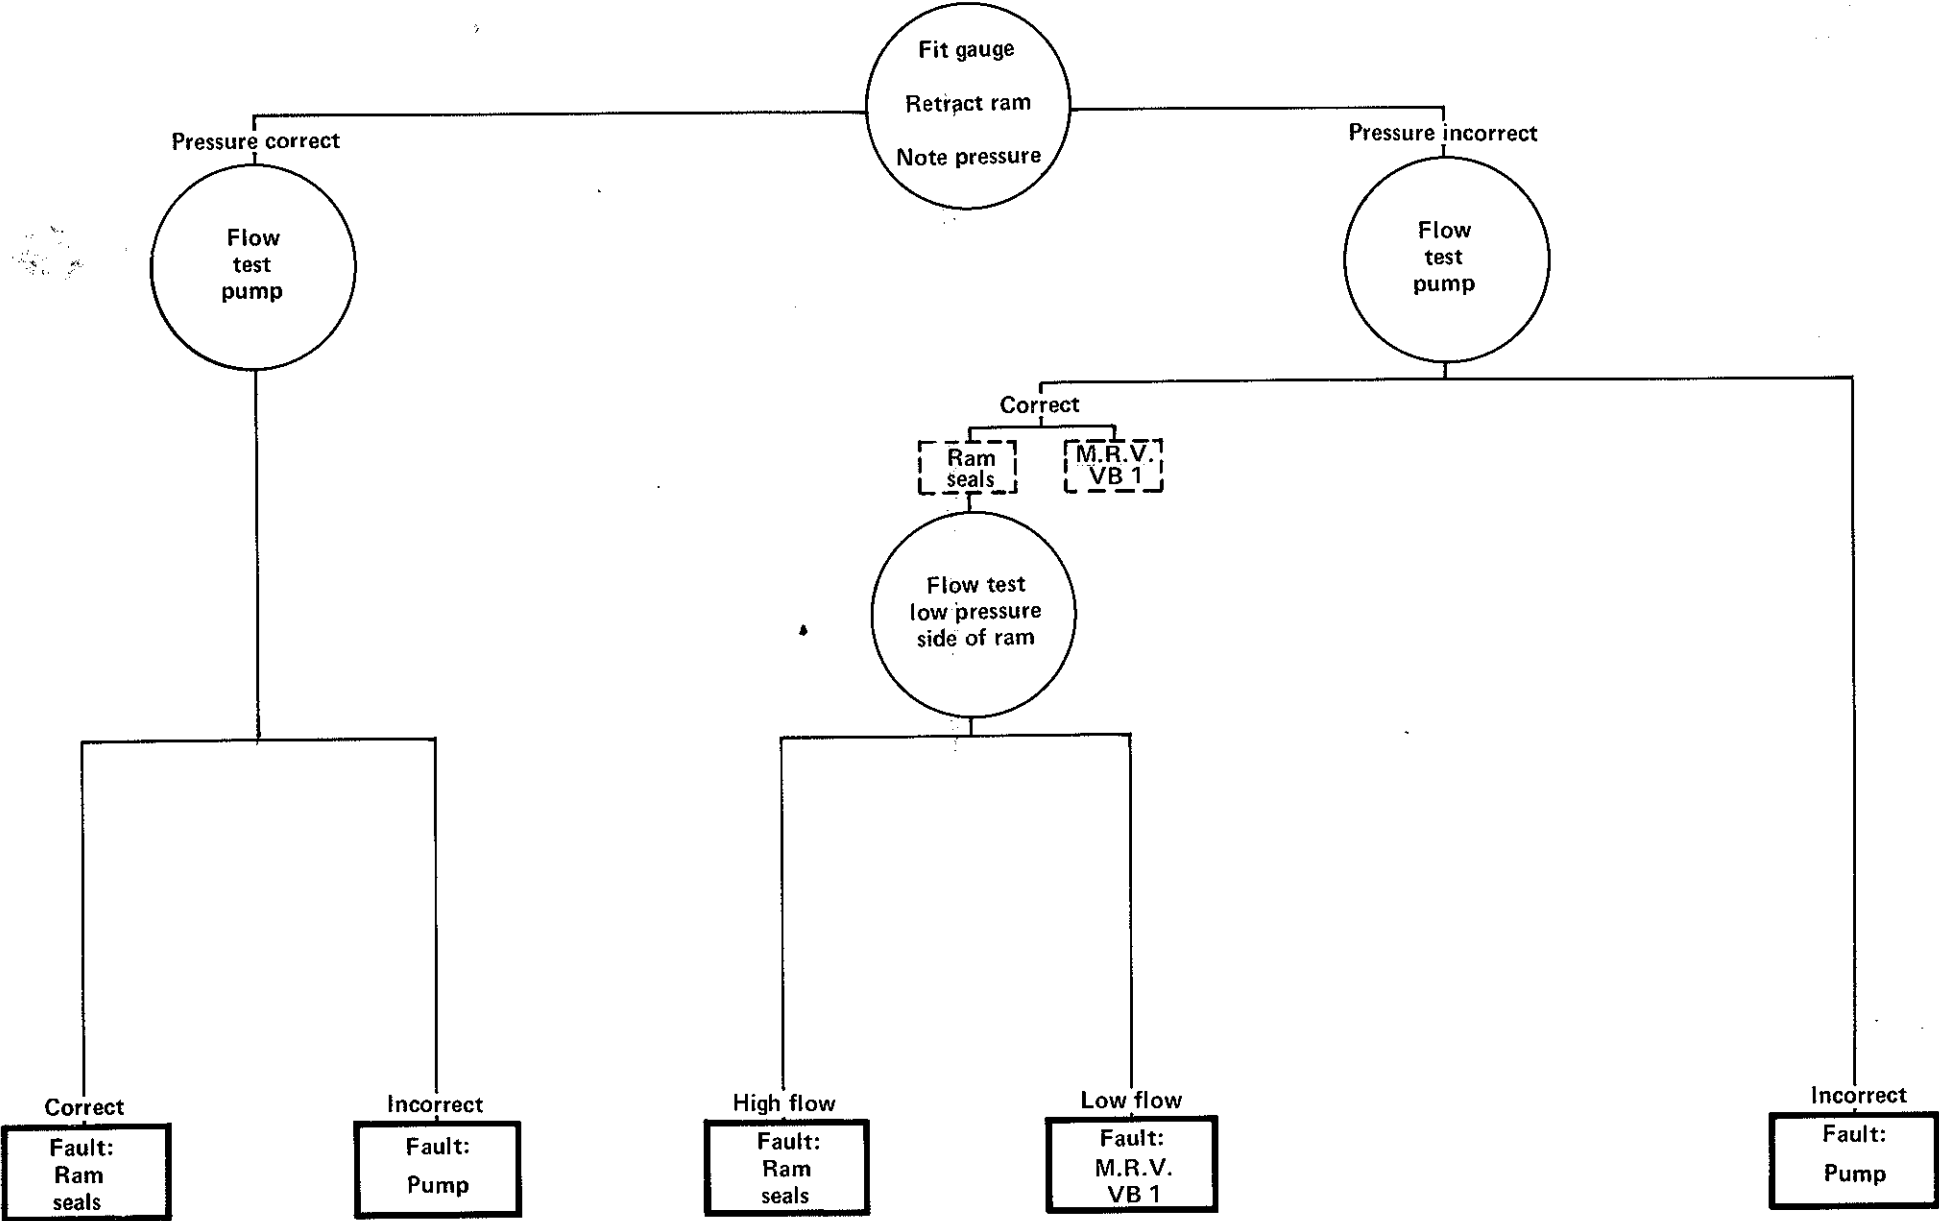 Fit gauge
Retract ram
Note pressure
Pressure correct
Pressure incorrect
Flow
test
pump
Flow
test
pump
Correct
Ram
seals
M.R.V.
VB 1
Flow test
low pressure
side of ram
Correct
Fault:
Ram
seals
Incorrect
Fault:
Pump
High flow
Fault:
Ram
seals
Low flow
Fault:
M.R.V.
VB 1
Incorrect
Fault:
Pump